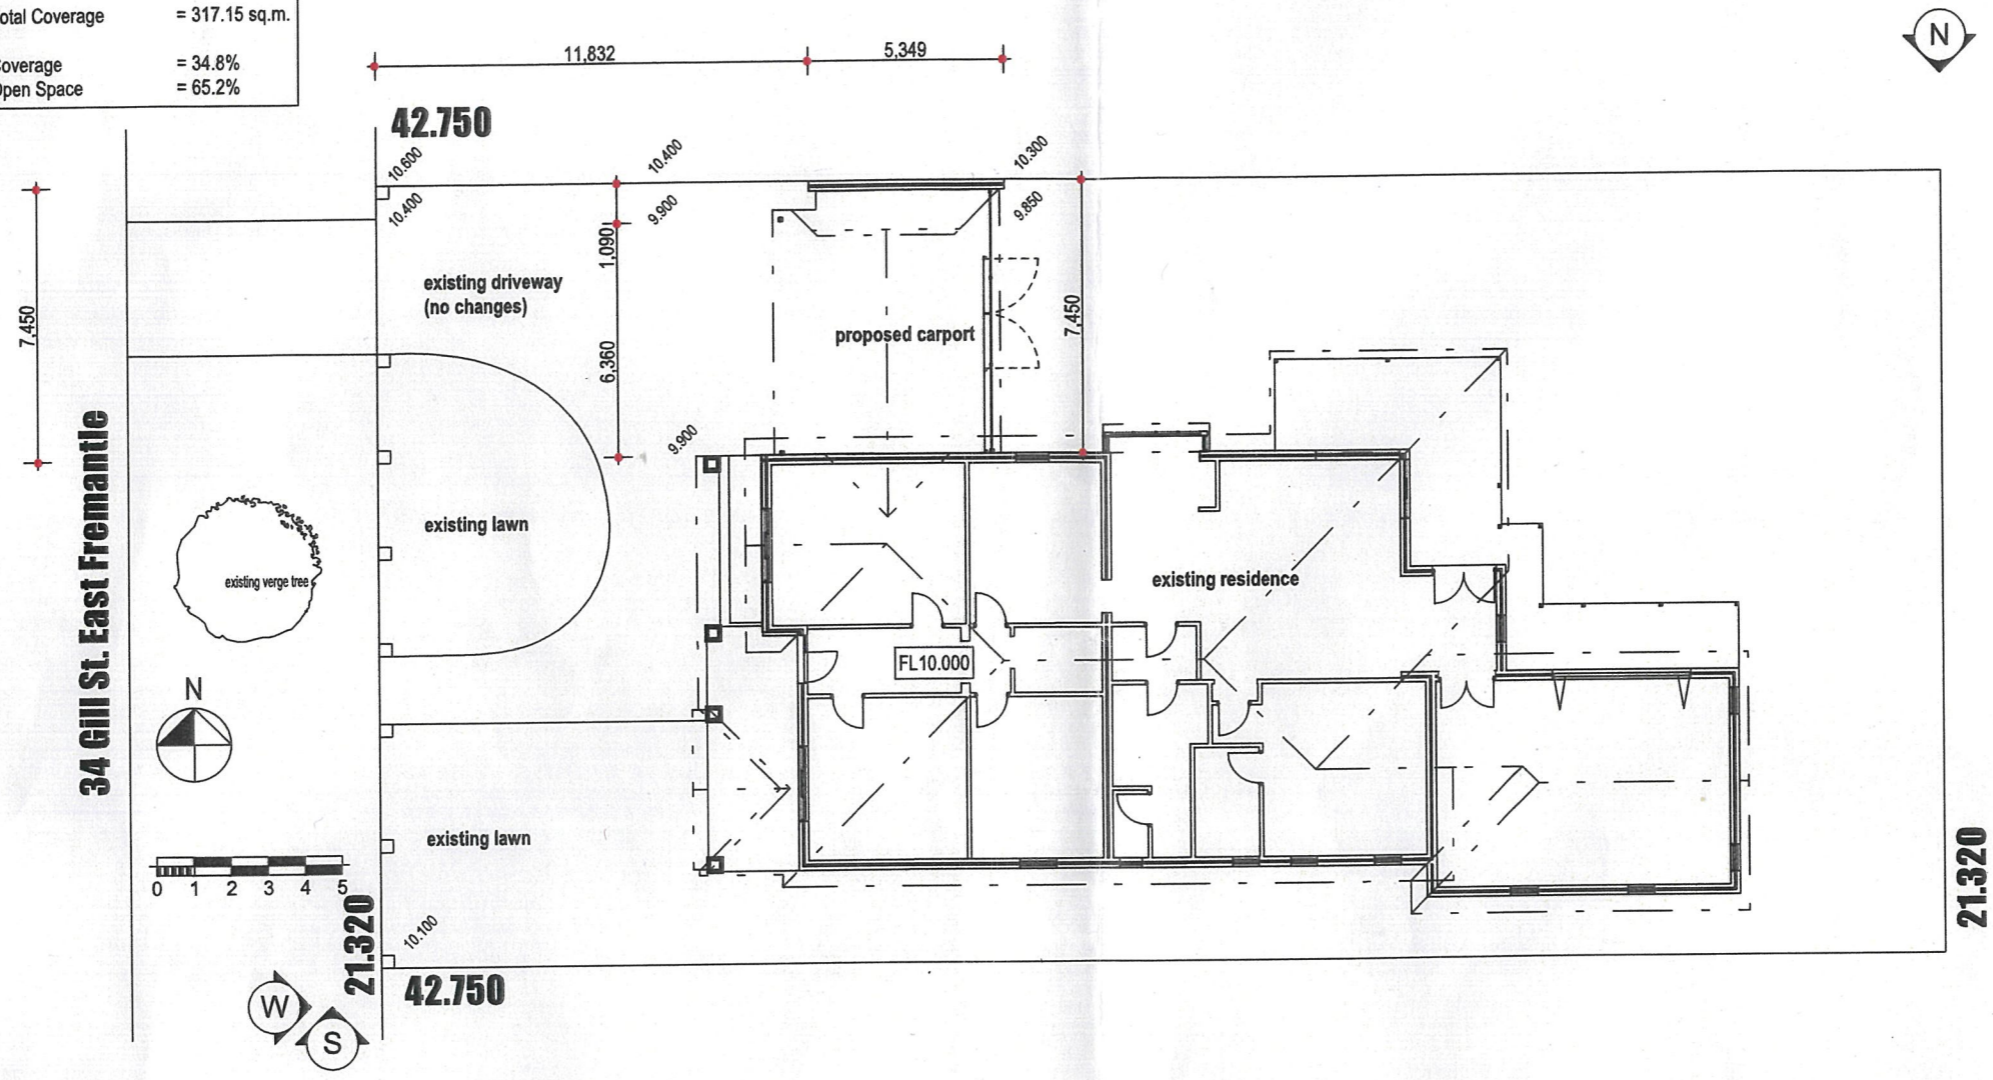 otal Coverage = 317.15 sq.m.
overage = 34.8%
pen Space = 65.2%
11,832
5,349
N
42.750
10.600
10.400
10.300
10.400
9.900
9.850
7,450
1,090
existing driveway
(no changes)
7,450
proposed carport
6,360
9.900
34 Gill St. East Fremantle
existing lawn
existing verge tree
existing residence
FL10.000
N
existing lawn
0 1 2 3 4 5
21.320
21.320
10.100
42.750
W
S